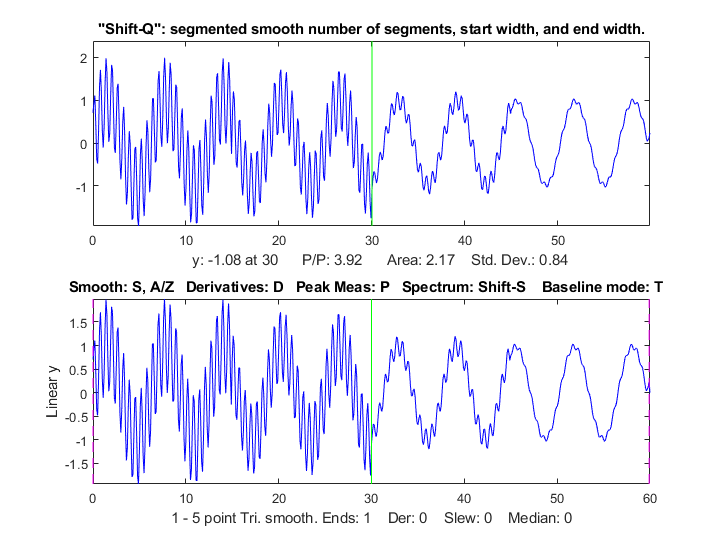 "Shift-Q": segmented smooth number of segments, start width, and end width.
2
1
0
-1
0 10 20 30 40 50
y: -1.08 at 30 P/P: 3.92 Area: 2.17 Std. Dev.: 0.84
Smooth: S, A/Z Derivatives: D Peak Meas: P Spectrum: Shift-S Baseline mode: T
Linear y
1.5
1
0.5
0
-0.5
-1
-1.5
0 10 20 30 40 50 60
1 - 5 point Tri. smooth. Ends: 1 Der: 0 Slew: 0 Median: 0